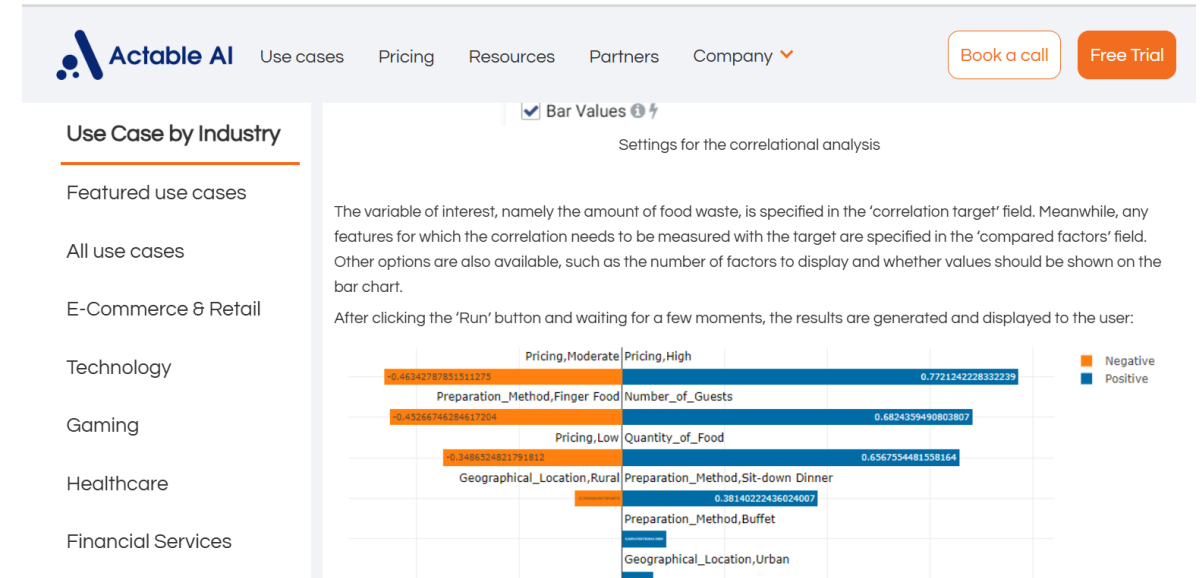 Actable AI
Use cases
Pricing
Resources
Partners
Company
Book a call
Free Trial
Use Case by Industry
Featured use cases
All use cases
E-Commerce & Retail
Technology
Gaming
Healthcare
Financial Services
Bar Values
Settings for the correlational analysis
The variable of interest, namely the amount of food waste, is specified in the ‘correlation target’ field. Meanwhile, any
features for which the correlation needs to be measured with the target are specified in the ‘compared factors’ field.
Other options are also available, such as the number of factors to display and whether values should be shown on the
bar chart.
After clicking the ‘Run’ button and waiting for a few moments, the results are generated and displayed to the user:
Negative
Positive
Pricing,Moderate Pricing,High
-0.46342787851511275 0.7721242228332239
Preparation_Method,Finger Food Number_of_Guests
-0.45266746284617204 0.6824359490803807
Pricing,Low Quantity_of_Food
-0.3486524821791812 0.6567554481558164
Geographical_Location,Rural Preparation_Method,Sit-down Dinner
0.38140222436024007
Preparation_Method,Buffet
Geographical_Location,Urban